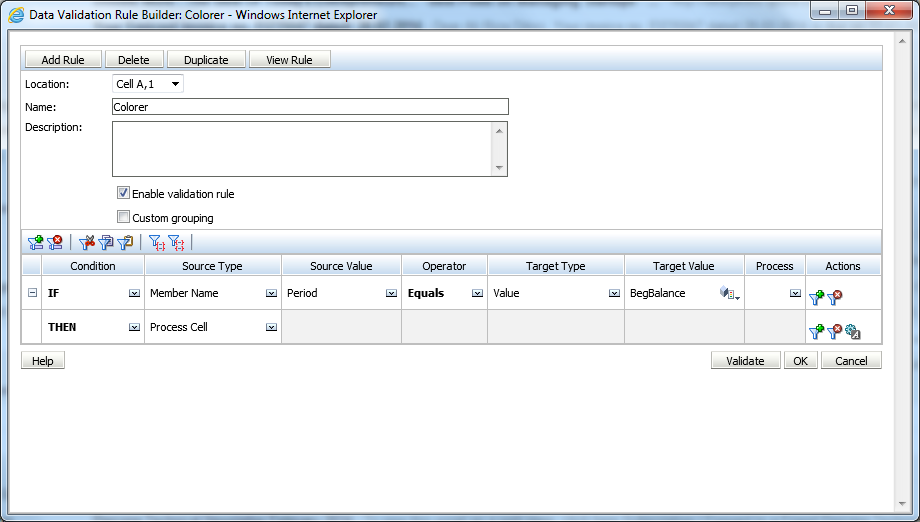 Data Validation Rule Builder: Colorer - Windows Internet Explorer
Add Rule Delete Duplicate View Rule
Location: Cell A,1
Name: Colorer
Description:
Enable validation rule
Custom grouping
Condition Source Type Source Value Operator Target Type Target Value Process Actions
IF Member Name Period Equals Value BegBalance
THEN Process Cell
Help Validate OK Cancel